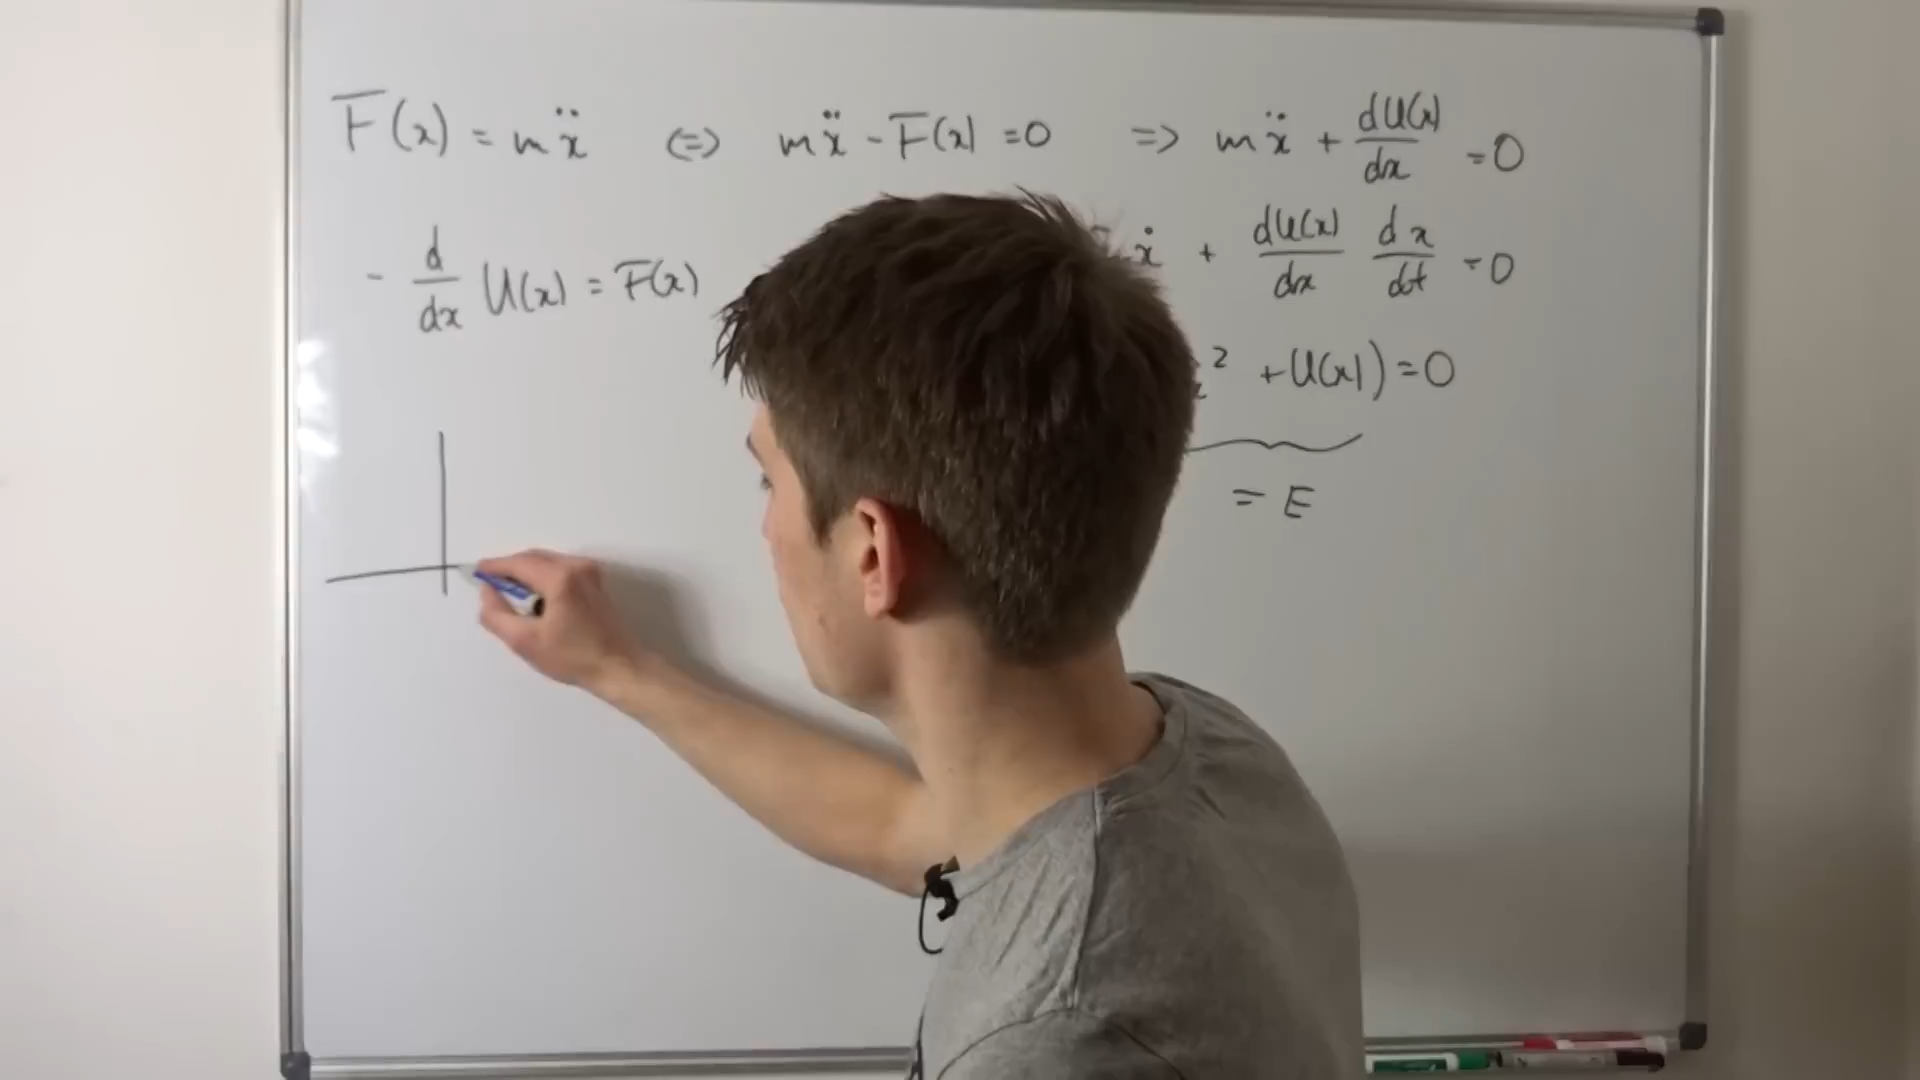 F(x) = mẍ ⇔ mẍ - F(x) = 0 ⇒ mẍ + dU(x)/dx = 0
- d/dx U(x) = F(x)
ẋ + dU(x)/dx dx/dt = 0
² + U(x)) = 0
= E